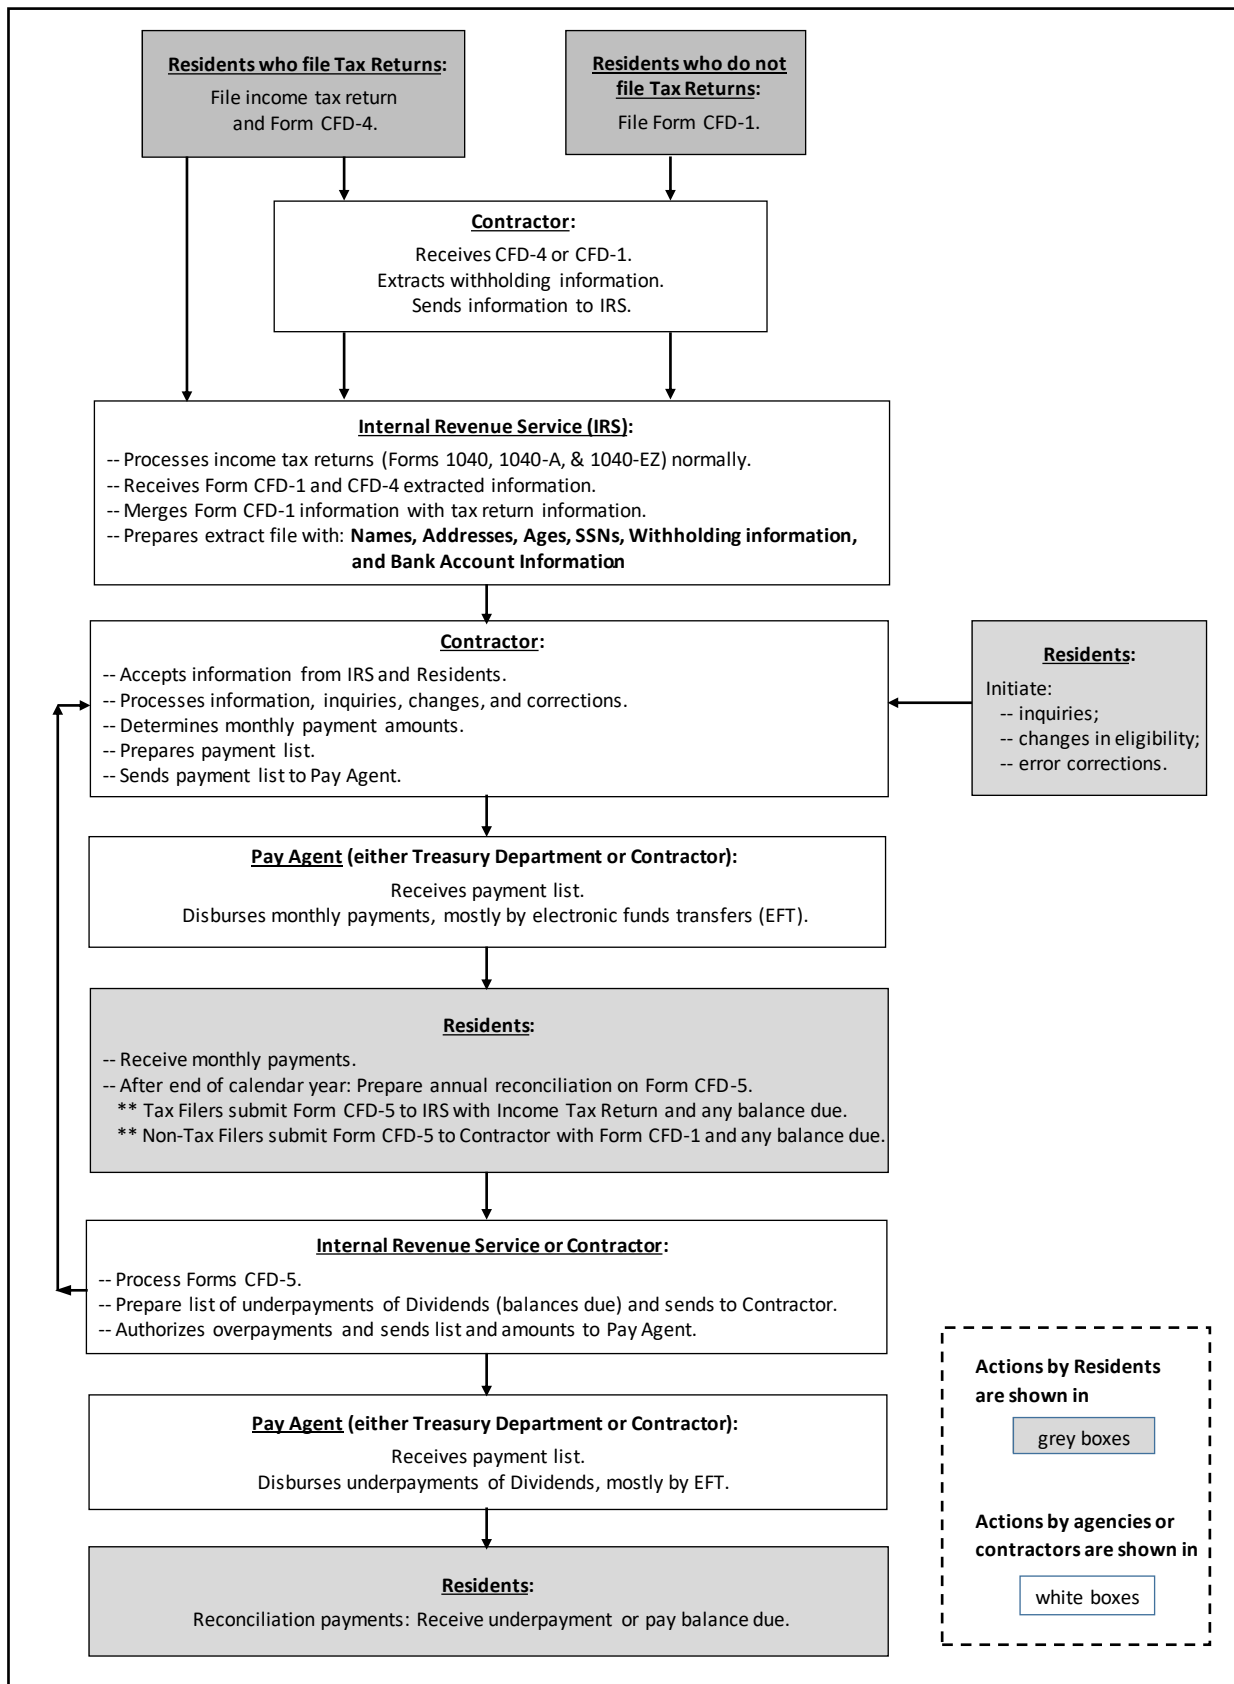 Residents who file Tax Returns:
File income tax return
and Form CFD-4.
Residents who do not
file Tax Returns:
File Form CFD-1.
Contractor:
Receives CFD-4 or CFD-1.
Extracts withholding information.
Sends information to IRS.
Internal Revenue Service (IRS):
-- Processes income tax returns (Forms 1040, 1040-A, & 1040-EZ) normally.
-- Receives Form CFD-1 and CFD-4 extracted information.
-- Merges Form CFD-1 information with tax return information.
-- Prepares extract file with: Names, Addresses, Ages, SSNs, Withholding information,
and Bank Account Information
Contractor:
-- Accepts information from IRS and Residents.
-- Processes information, inquiries, changes, and corrections.
-- Determines monthly payment amounts.
-- Prepares payment list.
-- Sends payment list to Pay Agent.
Residents:
Initiate:
-- inquiries;
-- changes in eligibility;
-- error corrections.
Pay Agent (either Treasury Department or Contractor):
Receives payment list.
Disburses monthly payments, mostly by electronic funds transfers (EFT).
Residents:
-- Receive monthly payments.
-- After end of calendar year: Prepare annual reconciliation on Form CFD-5.
** Tax Filers submit Form CFD-5 to IRS with Income Tax Return and any balance due.
** Non-Tax Filers submit Form CFD-5 to Contractor with Form CFD-1 and any balance due.
Internal Revenue Service or Contractor:
-- Process Forms CFD-5.
-- Prepare list of underpayments of Dividends (balances due) and sends to Contractor.
-- Authorizes overpayments and sends list and amounts to Pay Agent.
Pay Agent (either Treasury Department or Contractor):
Receives payment list.
Disburses underpayments of Dividends, mostly by EFT.
Residents:
Reconciliation payments: Receive underpayment or pay balance due.
Actions by Residents
are shown in
grey boxes
Actions by agencies or
contractors are shown in
white boxes